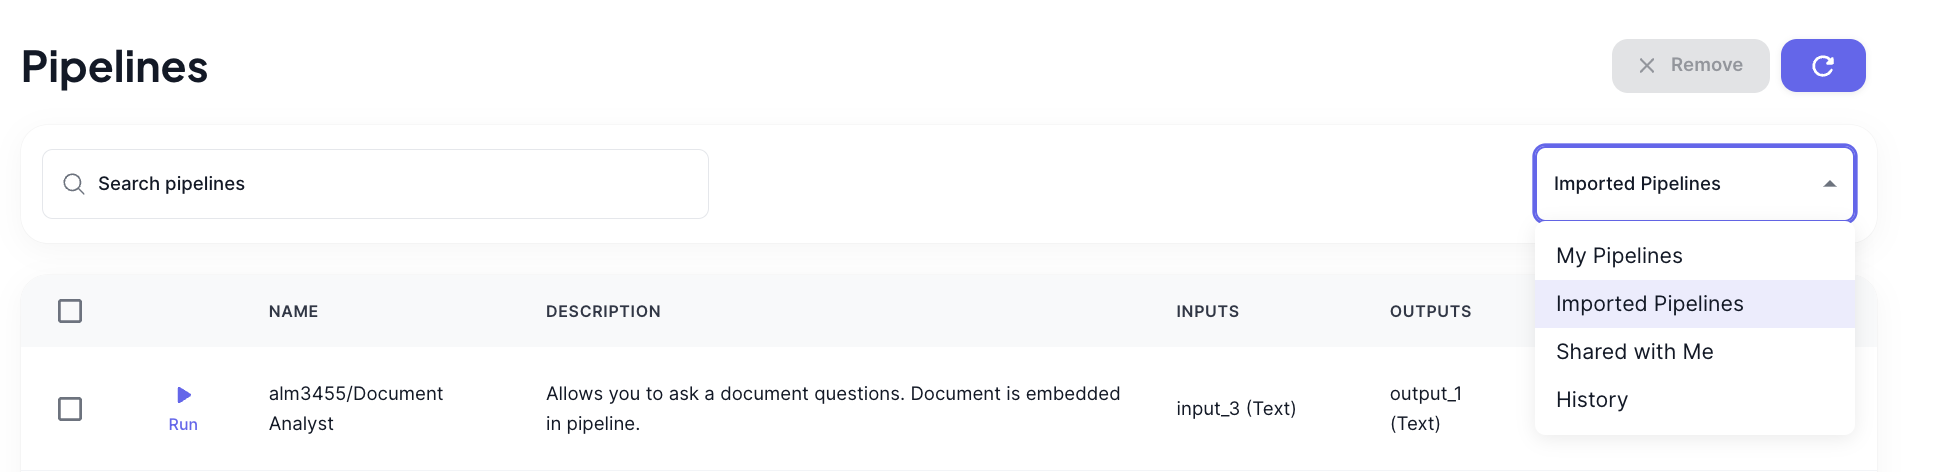 Pipelines
Remove
Search pipelines
Imported Pipelines
My Pipelines
Imported Pipelines
Shared with Me
History
NAME
DESCRIPTION
INPUTS
OUTPUTS
Run
alm3455/Document
Analyst
Allows you to ask a document questions. Document is embedded
in pipeline.
input_3 (Text)
output_1
(Text)